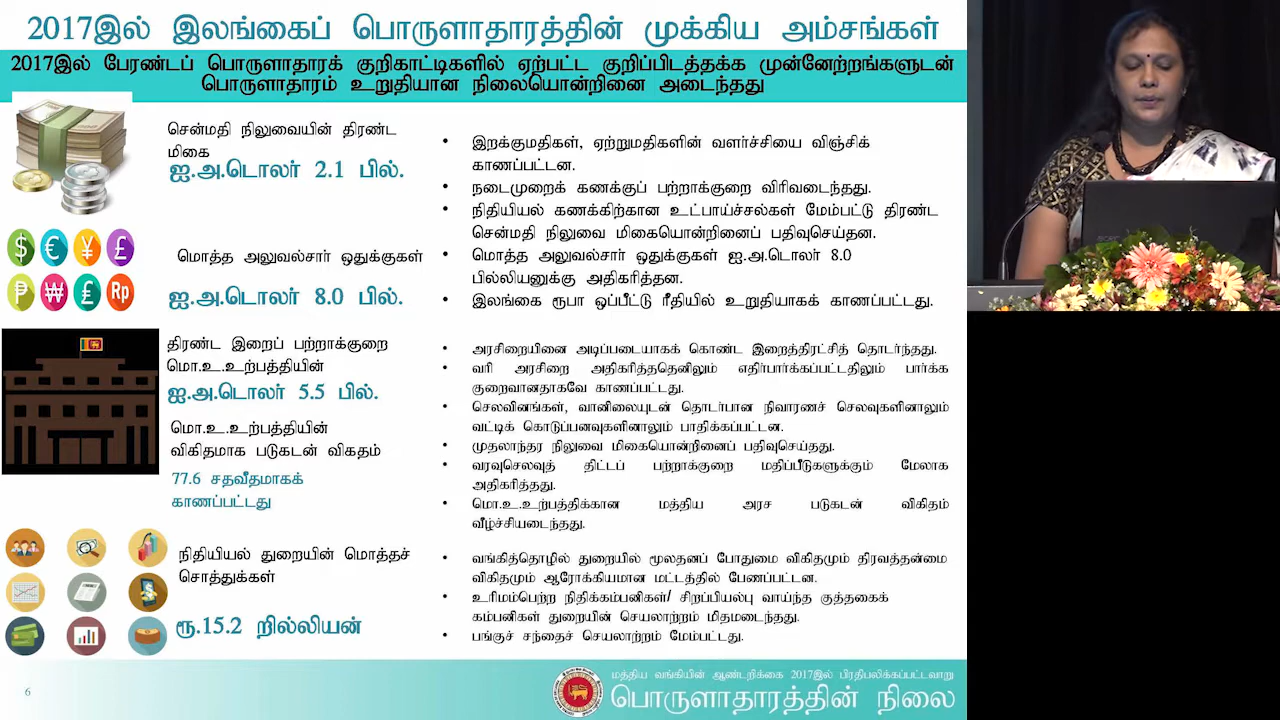 2017இல் இலங்கைப் பொருளாதாரத்தின் முக்கிய அம்சங்கள்
2017இல் பேரண்டப் பொருளாதாரக் குறிகாட்டிகளில் ஏற்பட்ட குறிப்பிடத்தக்க முன்னேற்றங்களுடன்
பொருளாதாரம் உறுதியான நிலையொன்றினை அடைந்தது
சென்மதி நிலுவையின் திரண்ட
மிகை
ஐ.அ.டொலர் 2.1 பில்.
• இறக்குமதிகள், ஏற்றுமதிகளின் வளர்ச்சியை விஞ்சிக்
காணப்பட்டன.
• நடைமுறைக் கணக்குப் பற்றாக்குறை விரிவடைந்தது.
• நிதியியல் கணக்கிற்கான உட்பாய்ச்சல்கள் மேம்பட்டு திரண்ட
சென்மதி நிலுவை மிகையொன்றினைப் பதிவுசெய்தன.
மொத்த அலுவல்சார் ஒதுக்குகள்
ஐ.அ.டொலர் 8.0 பில்.
• மொத்த அலுவல்சார் ஒதுக்குகள் ஐ.அ.டொலர் 8.0
பில்லியனுக்கு அதிகரித்தன.
• இலங்கை ரூபா ஒப்பீட்டு ரீதியில் உறுதியாகக் காணப்பட்டது.
திரண்ட இறைப் பற்றாக்குறை
மொ.உ.உற்பத்தியின்
ஐ.அ.டொலர் 5.5 பில்.
மொ.உ.உற்பத்தியின்
விகிதமாக படுகடன் விகதம்
77.6 சதவீதமாகக்
காணப்பட்டது
• அரசிறையினை அடிப்படையாகக் கொண்ட இறைத்திரட்சித் தொடர்ந்தது.
• வரி அரசிறை அதிகரித்ததெனிலும் எதிர்பார்க்கப்பட்டதிலும் பார்க்க
குறைவானதாகவே காணப்பட்டது.
• செலவினங்கள், வானிலையுடன் தொடர்பான நிவாரணச் செலவுகளினாலும்
வட்டிக் கொடுப்பனவுகளினாலும் பாதிக்கப்பட்டன.
• முதலாந்தர நிலுவை மிகையொன்றினைப் பதிவுசெய்தது.
• வரவுசெலவுத் திட்டப் பற்றாக்குறை மதிப்பீடுகளுக்கும் மேலாக
அதிகரித்தது.
• மொ.உ.உற்பத்திக்கான மத்திய அரச படுகடன் விகிதம்
வீழ்ச்சியடைந்தது.
நிதியியல் துறையின் மொத்தச்
சொத்துக்கள்
ரூ.15.2 றில்லியன்
• வங்கித்தொழில் துறையில் மூலதனப் போதுமை விகிதமும் திரவத்தன்மை
விகிதமும் ஆரோக்கியமான மட்டத்தில் பேணப்பட்டன.
• உரிமம்பெற்ற நிதிக்கம்பனிகள்/ சிறப்பியல்பு வாய்ந்த குத்தகைக்
கம்பனிகள் துறையின் செயலாற்றம் மிதமடைந்தது.
• பங்குச் சந்தைச் செயலாற்றம் மேம்பட்டது.
6
மத்திய வங்கியின் ஆண்டறிக்கை 2017இல் பிரதிபலிக்கப்பட்டவாறு
பொருளாதாரத்தின் நிலை